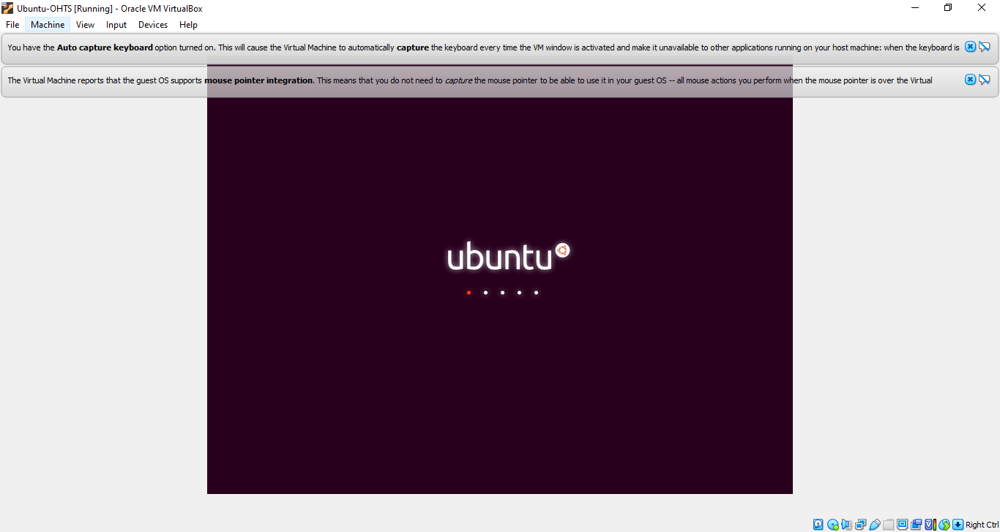 Ubuntu-OHTS [Running] - Oracle VM VirtualBox
File Machine View Input Devices Help
You have the Auto capture keyboard option turned on. This will cause the Virtual Machine to automatically capture the keyboard every time the VM window is activated and make it unavailable to other applications running on your host machine: when the keyboard is
The Virtual Machine reports that the guest OS supports mouse pointer integration. This means that you do not need to capture the mouse pointer to be able to use it in your guest OS -- all mouse actions you perform when the mouse pointer is over the Virtual
ubuntu
Right Ctrl